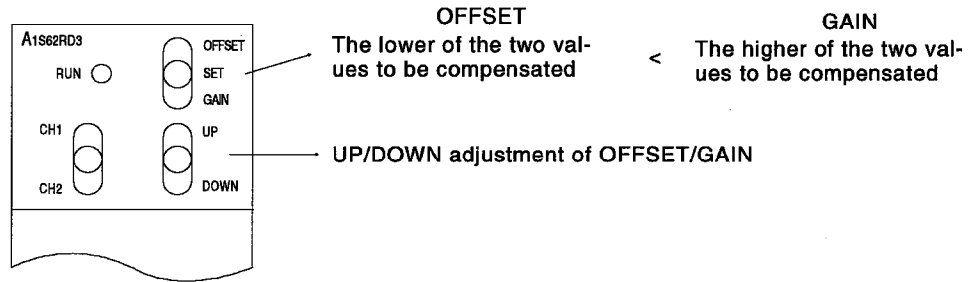 A1S62RD3
RUN
OFFSET
SET
GAIN
CH1
CH2
UP
DOWN
OFFSET
The lower of the two val-
ues to be compensated
<
GAIN
The higher of the two val-
ues to be compensated
UP/DOWN adjustment of OFFSET/GAIN